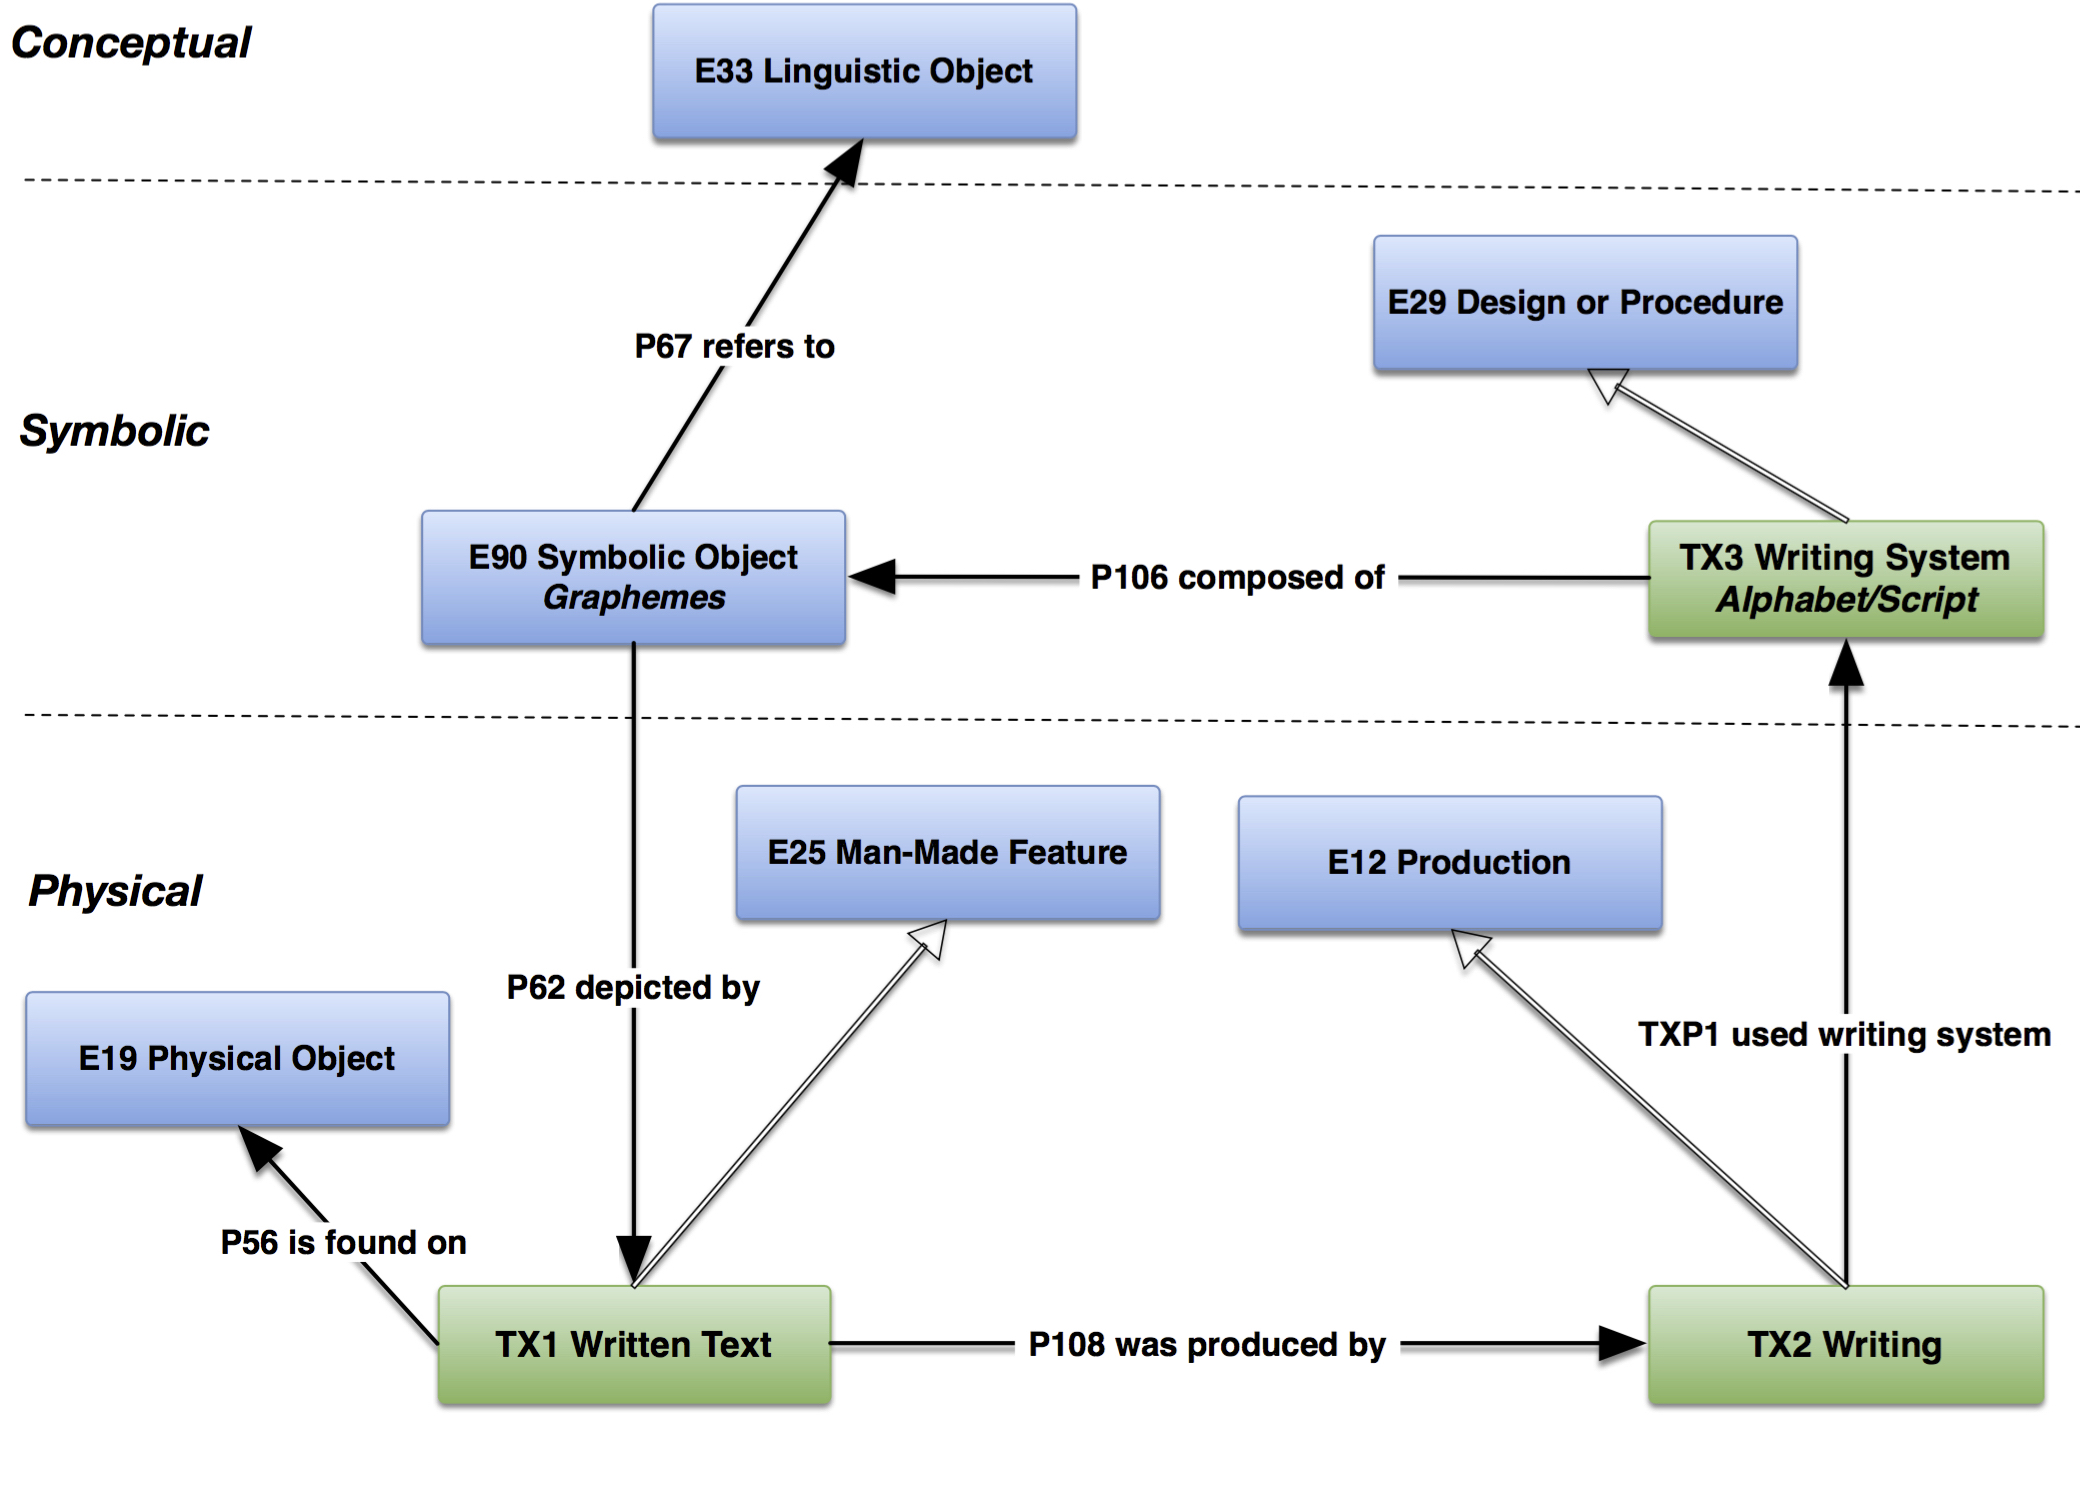 Conceptual
E33 Linguistic Object
E29 Design or Procedure
P67 refers to
Symbolic
E90 Symbolic Object
Graphemes
P106 composed of
TX3 Writing System
Alphabet/Script
E25 Man-Made Feature
E12 Production
Physical
P62 depicted by
E19 Physical Object
TXP1 used writing system
P56 is found on
TX1 Written Text
P108 was produced by
TX2 Writing